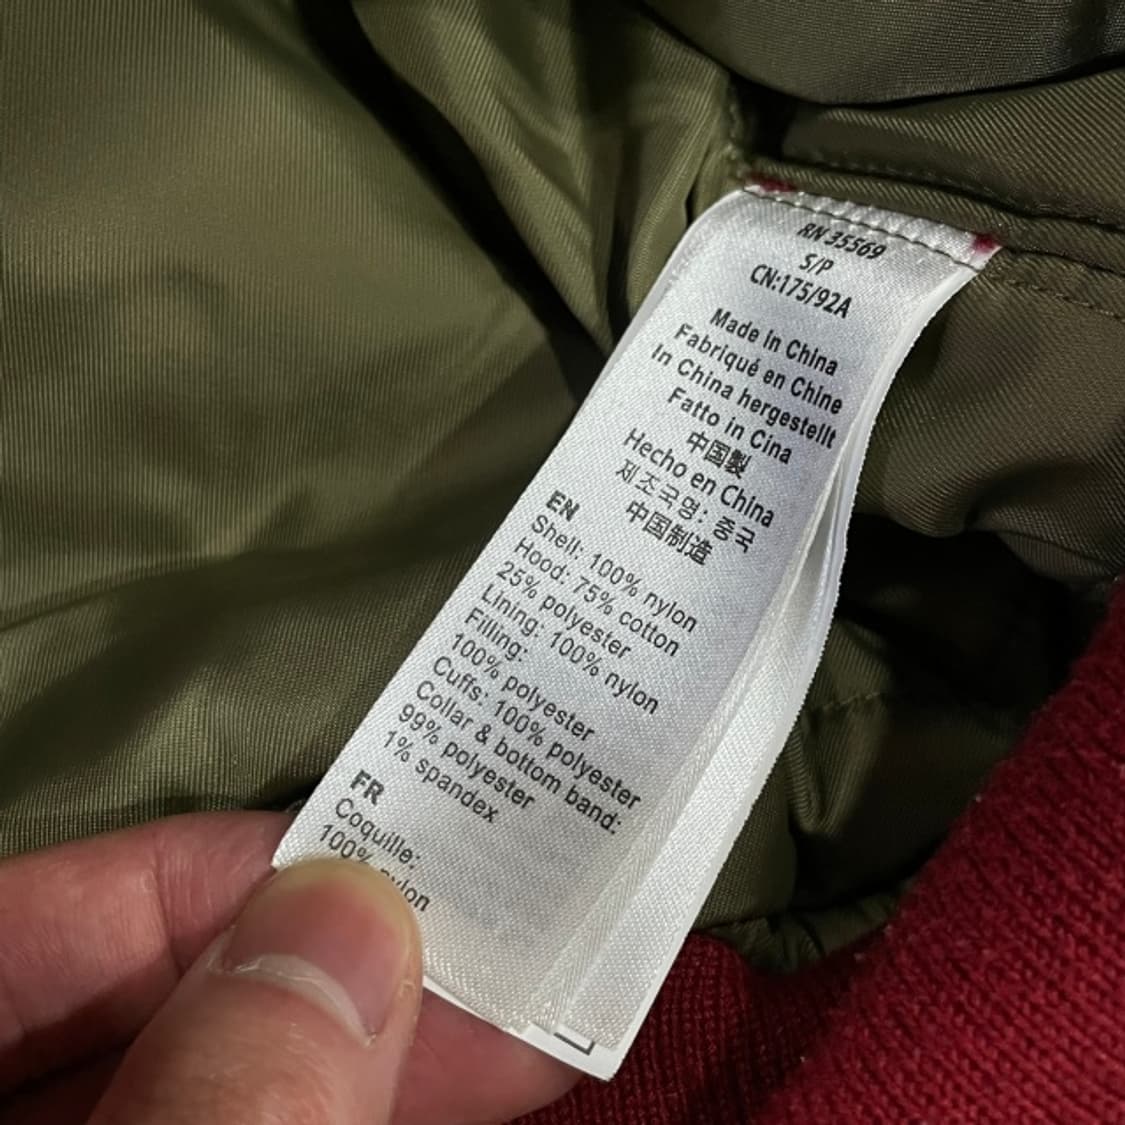 RN 35569
S/P
CN:175/92A
Made in China
Fabriqué en Chine
In China hergestellt
Fatto in Cina
中国製
Hecho en China
제조국명: 중국
中国制造
EN
Shell: 100% nylon
Hood: 75% cotton
25% polyester
Lining: 100% nylon
Filling:
100% polyester
Cuffs: 100% polyester
Collar & bottom band:
99% polyester
1% spandex
FR
Coquille:
100% nylon